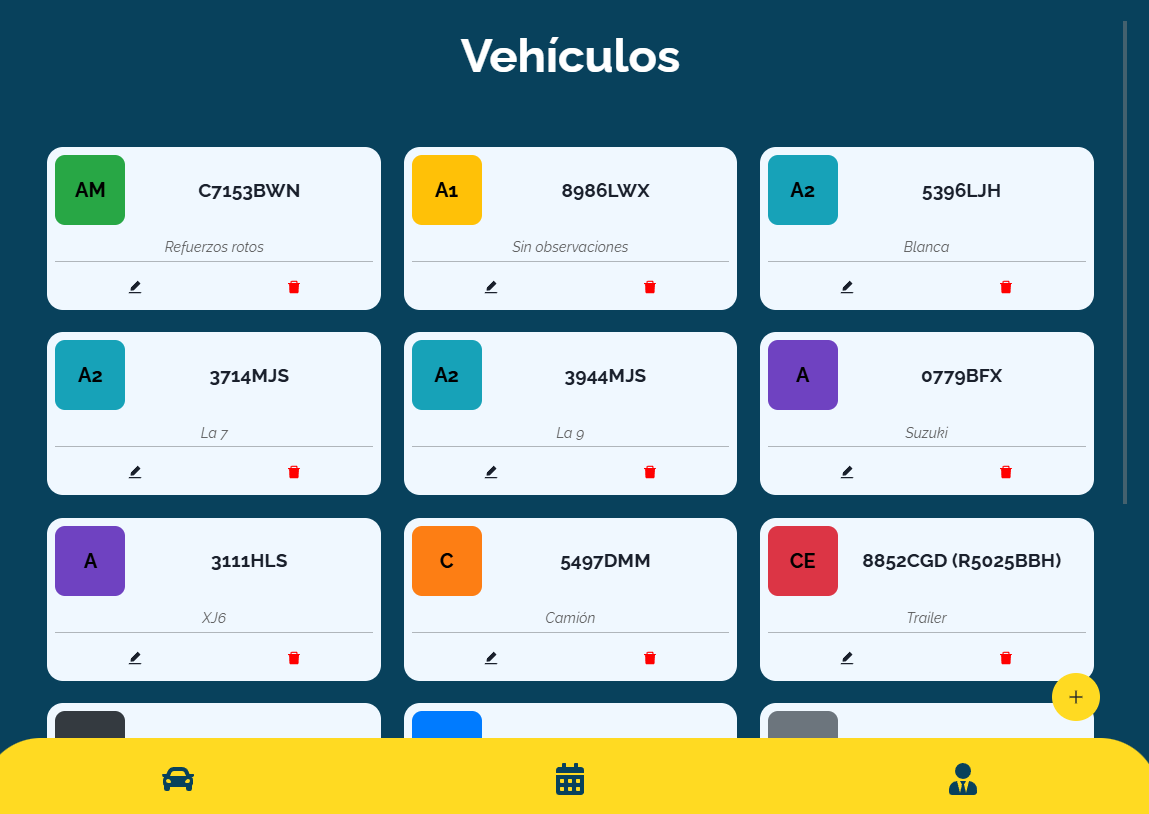 Vehículos
AM
C7153BWN
Refuerzos rotos
A1
8986LWX
Sin observaciones
A2
5396LJH
Blanca
A2
3714MJS
La 7
A2
3944MJS
La 9
A
0779BFX
Suzuki
A
3111HLS
XJ6
C
5497DMM
Camión
CE
8852CGD (R5025BBH)
Trailer
+